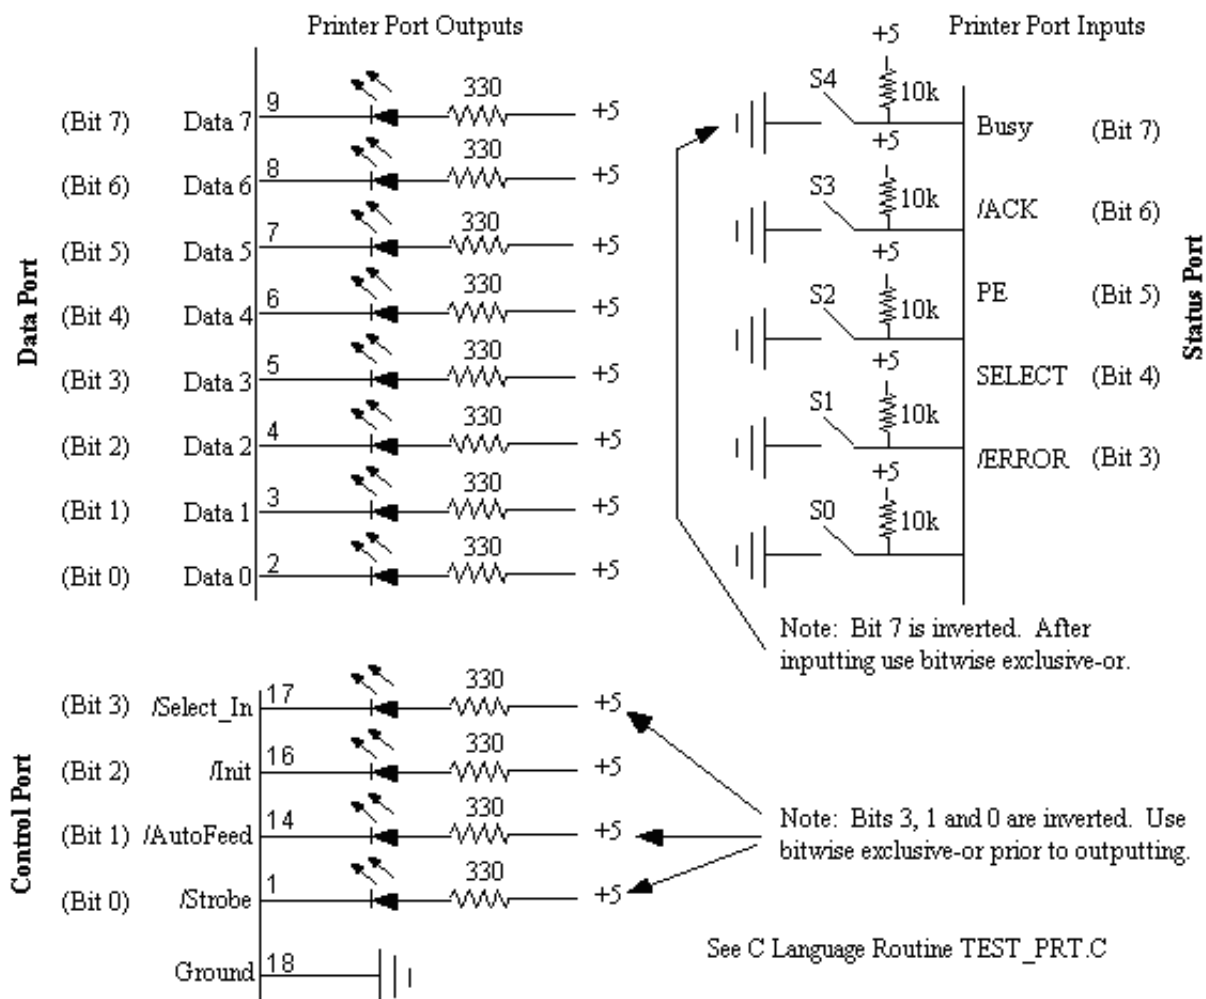 Printer Port Outputs
Printer Port Inputs
Data Port
(Bit 7) Data 7 9 330 +5
(Bit 6) Data 6 8 330 +5
(Bit 5) Data 5 7 330 +5
(Bit 4) Data 4 6 330 +5
(Bit 3) Data 3 5 330 +5
(Bit 2) Data 2 4 330 +5
(Bit 1) Data 1 3 330 +5
(Bit 0) Data 0 2 330 +5
+5
S4 10k Busy (Bit 7)
+5
S3 10k /ACK (Bit 6)
+5
S2 10k PE (Bit 5)
+5
S1 10k SELECT (Bit 4)
+5
S0 10k /ERROR (Bit 3)
Status Port
Note: Bit 7 is inverted. After
inputting use bitwise exclusive-or.
Control Port
(Bit 3) /Select_In 17 330 +5
(Bit 2) /Init 16 330 +5
(Bit 1) /AutoFeed 14 330 +5
(Bit 0) /Strobe 1 330 +5
Ground 18
Note: Bits 3, 1 and 0 are inverted. Use
bitwise exclusive-or prior to outputting.
See C Language Routine TEST_PRT.C